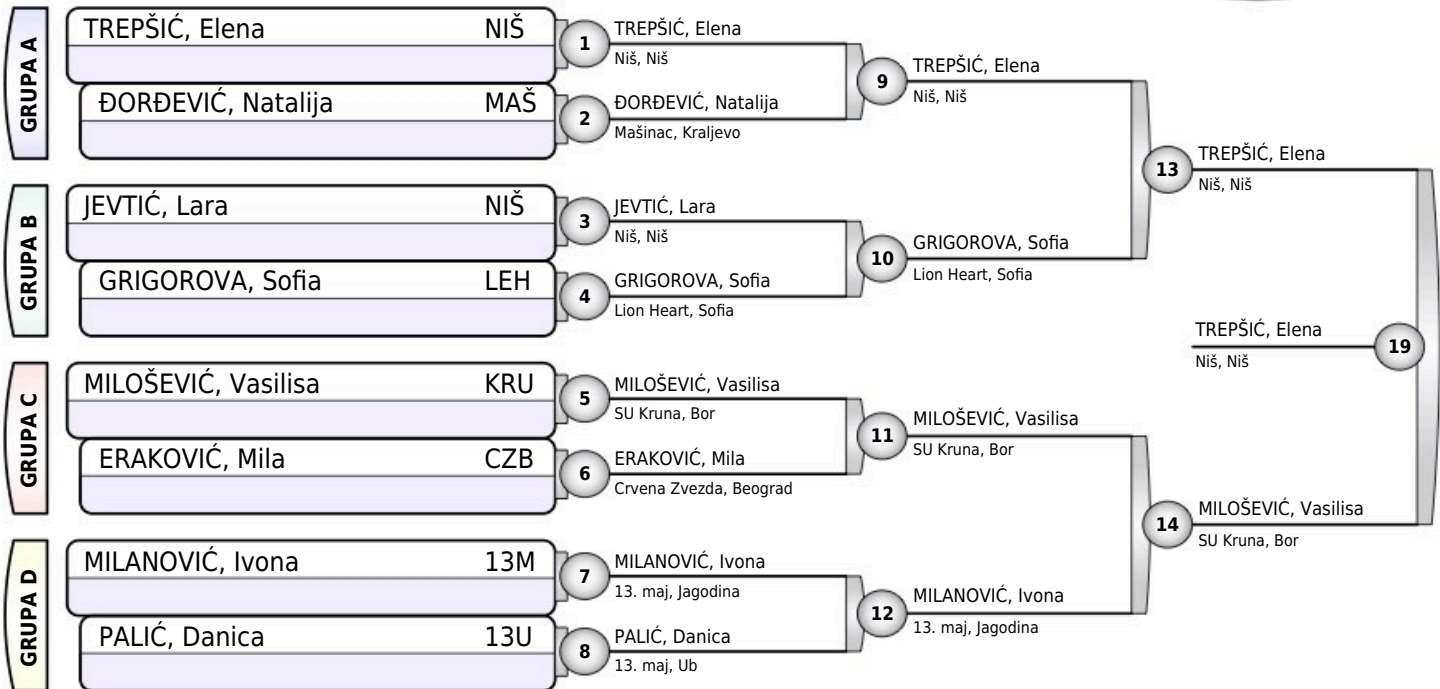 GRUPA A
TREPŠIĆ, Elena NIŠ
ĐORĐEVIĆ, Natalija MAŠ
GRUPA B
JEVTIĆ, Lara NIŠ
GRIGOROVA, Sofia LEH
GRUPA C
MILOŠEVIĆ, Vasilisa KRU
ERAKOVIĆ, Mila CZB
GRUPA D
MILANOVIĆ, Ivona 13M
PALIĆ, Danica 13U
1 TREPŠIĆ, Elena
Niš, Niš
2 ĐORĐEVIĆ, Natalija
Mašinac, Kraljevo
3 JEVTIĆ, Lara
Niš, Niš
4 GRIGOROVA, Sofia
Lion Heart, Sofia
5 MILOŠEVIĆ, Vasilisa
SU Kruna, Bor
6 ERAKOVIĆ, Mila
Crvena Zvezda, Beograd
7 MILANOVIĆ, Ivona
13. maj, Jagodina
8 PALIĆ, Danica
13. maj, Ub
9 TREPŠIĆ, Elena
Niš, Niš
10 GRIGOROVA, Sofia
Lion Heart, Sofia
11 MILOŠEVIĆ, Vasilisa
SU Kruna, Bor
12 MILANOVIĆ, Ivona
13. maj, Jagodina
13 TREPŠIĆ, Elena
Niš, Niš
14 MILOŠEVIĆ, Vasilisa
SU Kruna, Bor
TREPŠIĆ, Elena 19
Niš, Niš